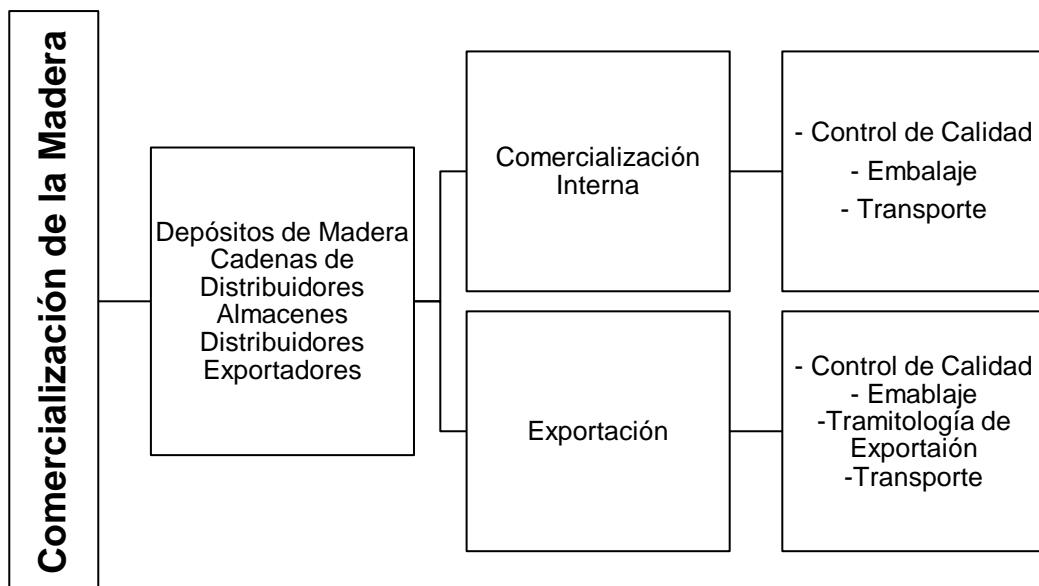 Comercialización de la Madera
Depósitos de Madera
Cadenas de
Distribuidores
Almacenes
Distribuidores
Exportadores
Comercialización
Interna
- Control de Calidad
- Embalaje
- Transporte
Exportación
- Control de Calidad
- Emablaje
-Tramitología de
Exportaión
-Transporte